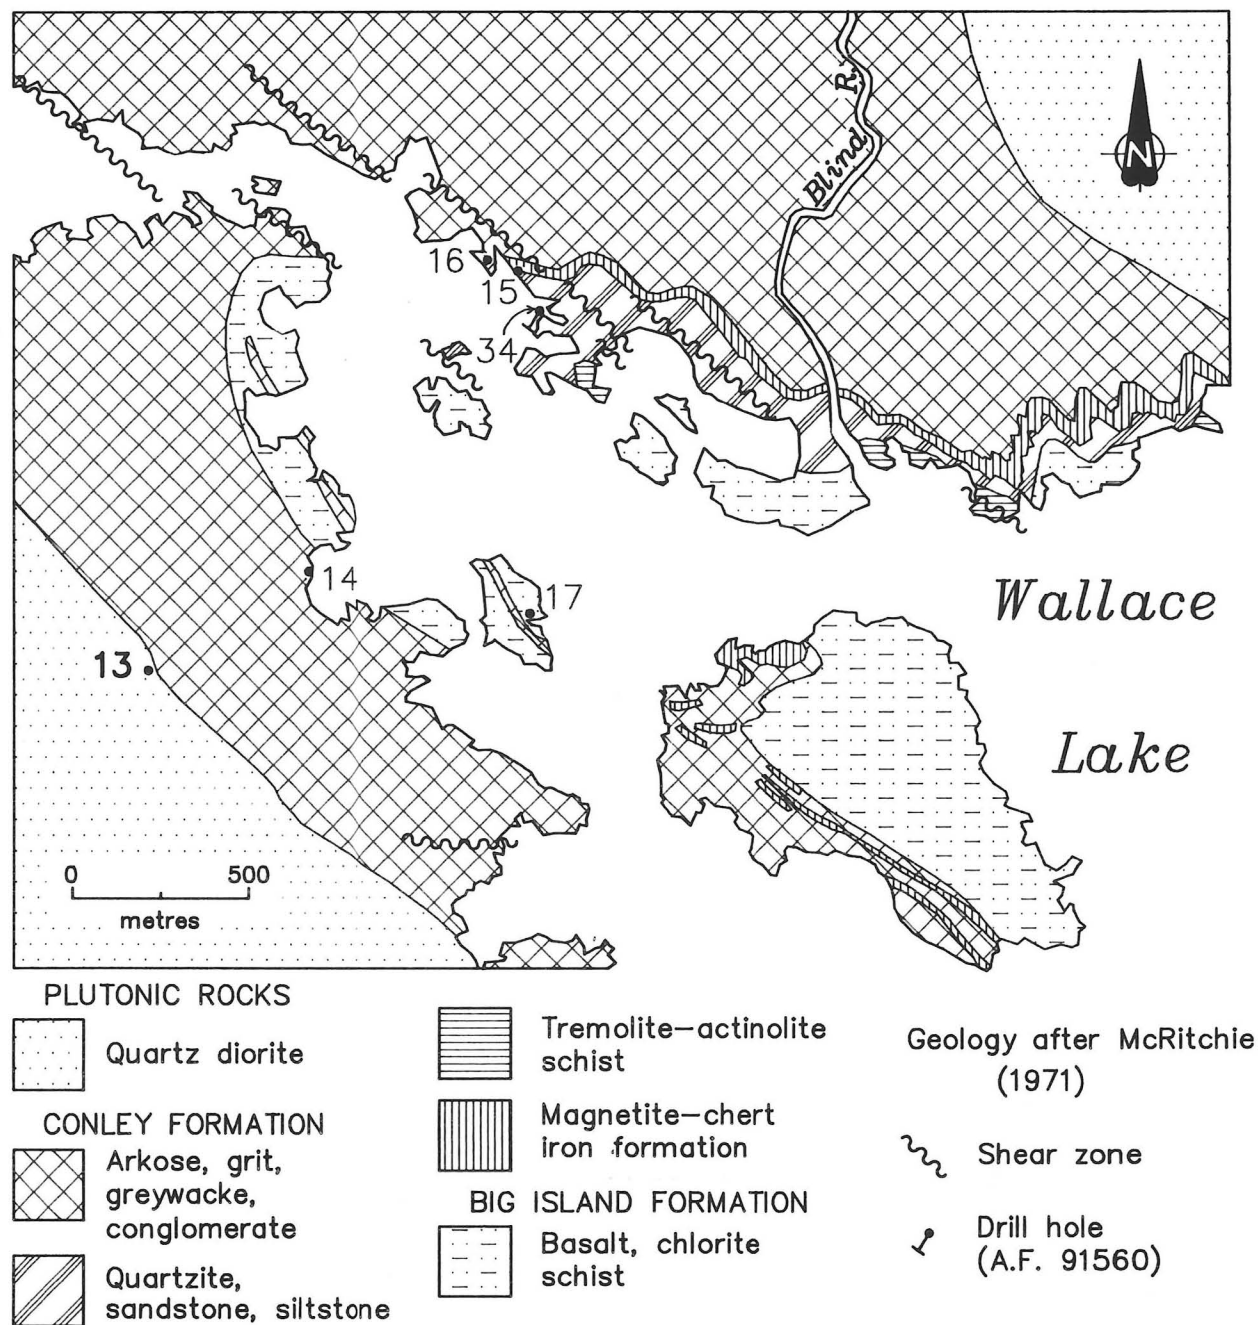 N
Blind R.
16
15
34
14
17
13
Wallace
Lake
0 500
metres
PLUTONIC ROCKS
Quartz diorite
CONLEY FORMATION
Arkose, grit,
greywacke,
conglomerate
Quartzite,
sandstone, siltstone
Tremolite–actinolite
schist
Magnetite–chert
iron formation
BIG ISLAND FORMATION
Basalt, chlorite
schist
Geology after McRitchie
(1971)
Shear zone
Drill hole
(A.F. 91560)